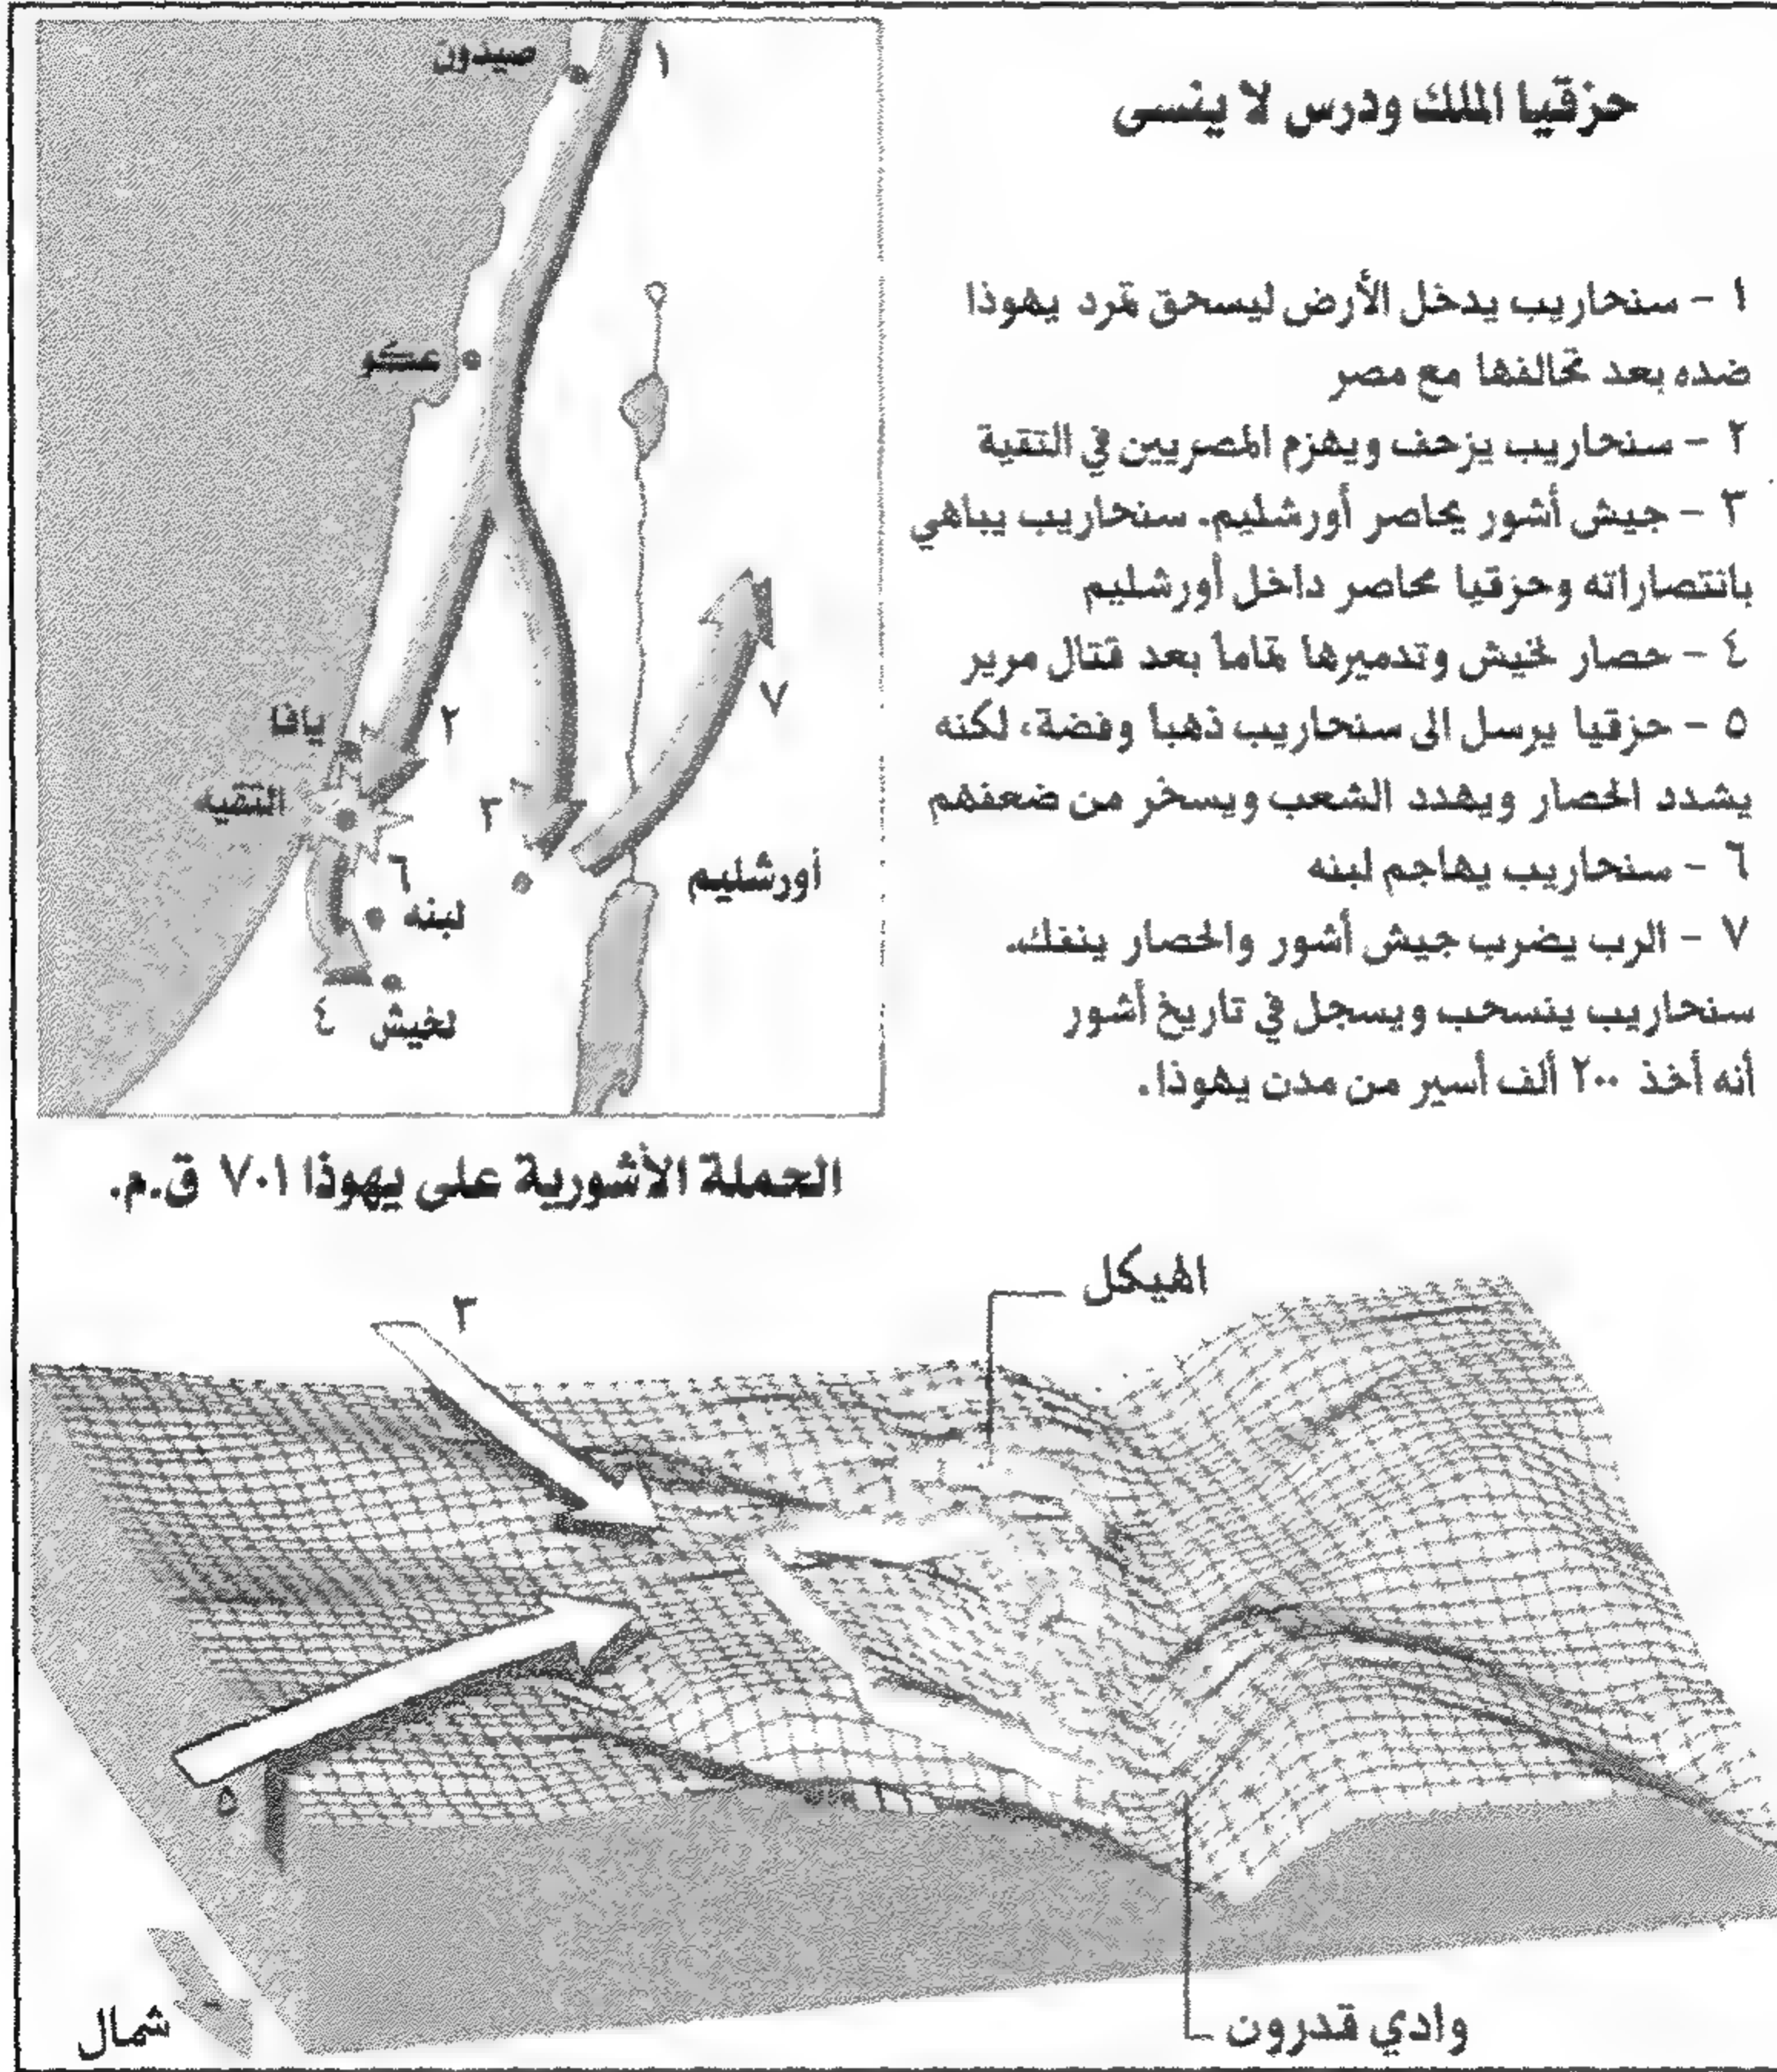 حزقيا الملك ودرس لا ينسى
١ - سنحاريب يدخل الأرض ليسحق تمرد يهوذا
ضده بعد تحالفها مع مصر
٢ - سنحاريب يزحف ويهزم المصريين في التقية
٣ - جيش أشور يحاصر أورشليم. سنحاريب يباهي
بانتصاراته وحزقيا محاصر داخل أورشليم
٤ - حصار لخيش وتدميرها تماماً بعد قتال مرير
٥ - حزقيا يرسل الى سنحاريب ذهباً وفضة، لكنه
يشدد الحصار ويهدد الشعب ويسخر من ضعفهم
٦ - سنحاريب يهاجم لبنه
٧ - الرب يضرب جيش أشور والحصار ينفك.
سنحاريب ينسحب ويسجل في تاريخ أشور
أنه أخذ ٢٠٠ ألف أسير من مدن يهوذا.
صيدون
١
عكو
يافا
٢
٧
التقيه
٣
أورشليم
٦
لبنه
٤
لخيش
الحملة الأشورية على يهوذا ٧٠١ ق.م.
الهيكل
٣
٥
شمال
وادي قدرون